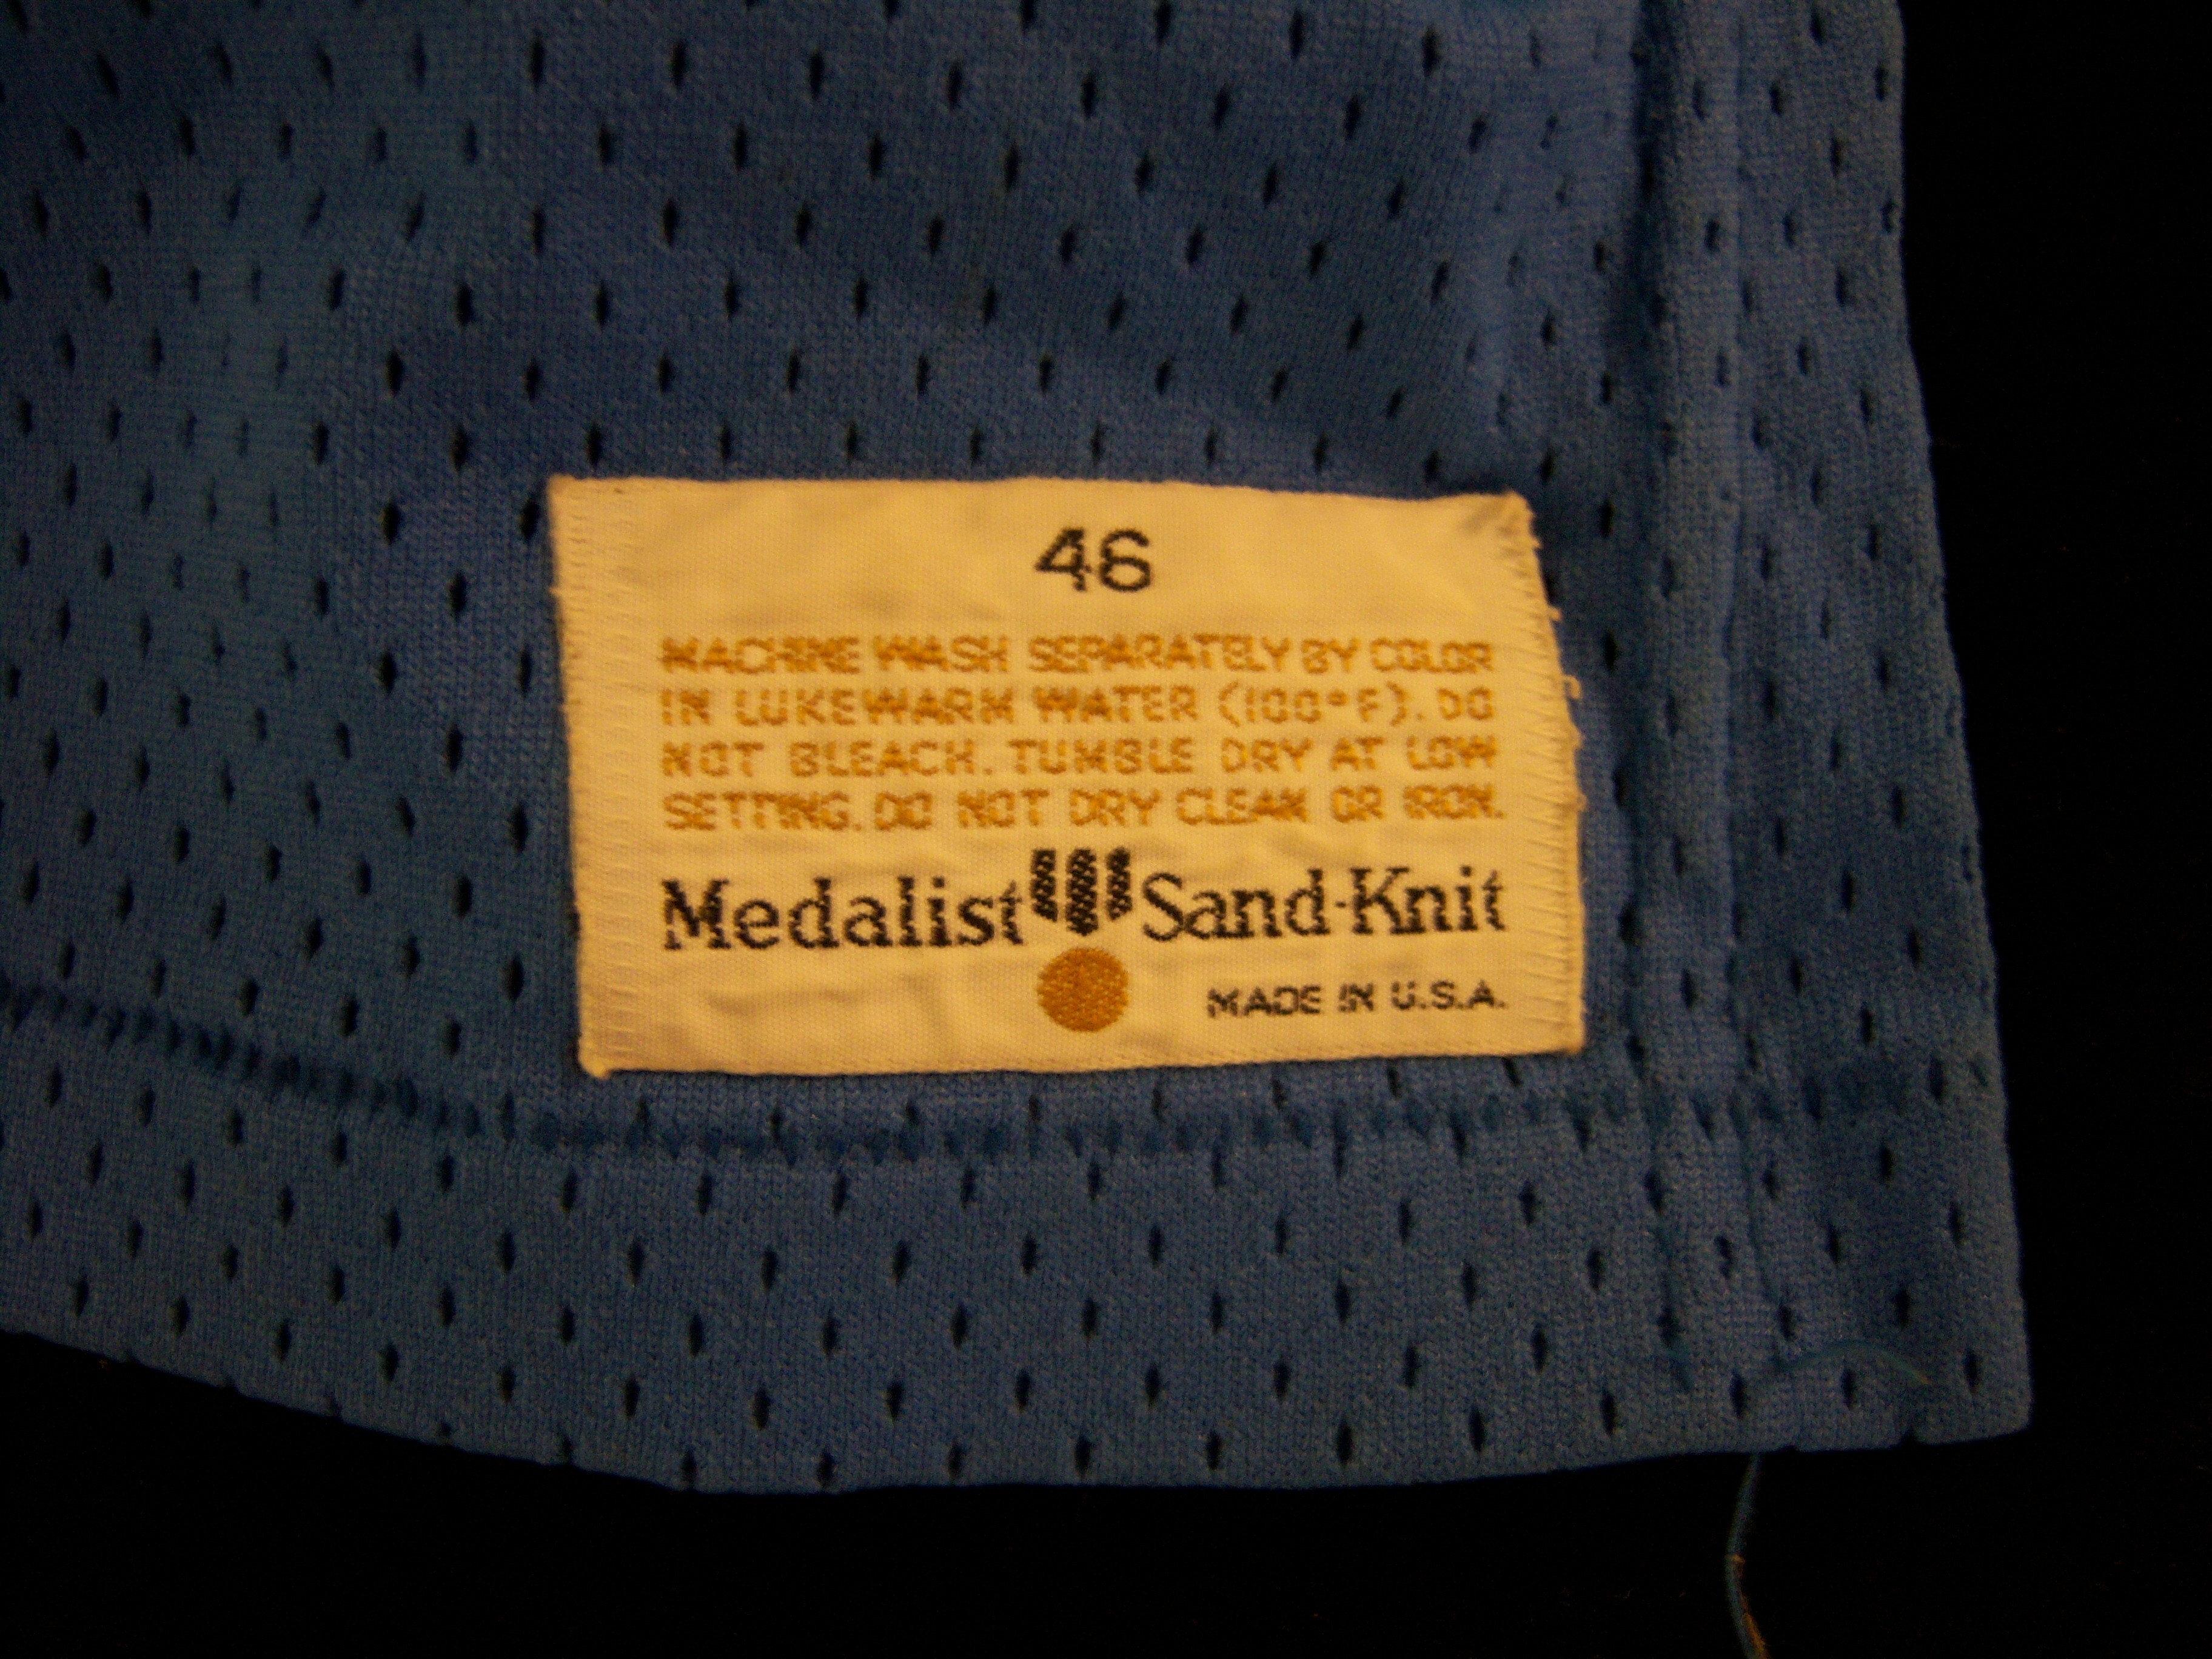 46
MACHINE WASH SEPARATELY BY COLOR
IN LUKEWARM WATER (100°F). DO
NOT BLEACH. TUMBLE DRY AT LOW
SETTING. DO NOT DRY CLEAN OR IRON.
Medalist Sand-Knit
MADE IN U.S.A.